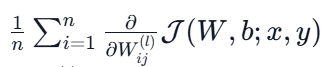 \frac{1}{n} \sum_{i=1}^{n} \frac{\partial}{\partial W_{ij}^{(l)}} \mathcal{J}(W, b; x, y)